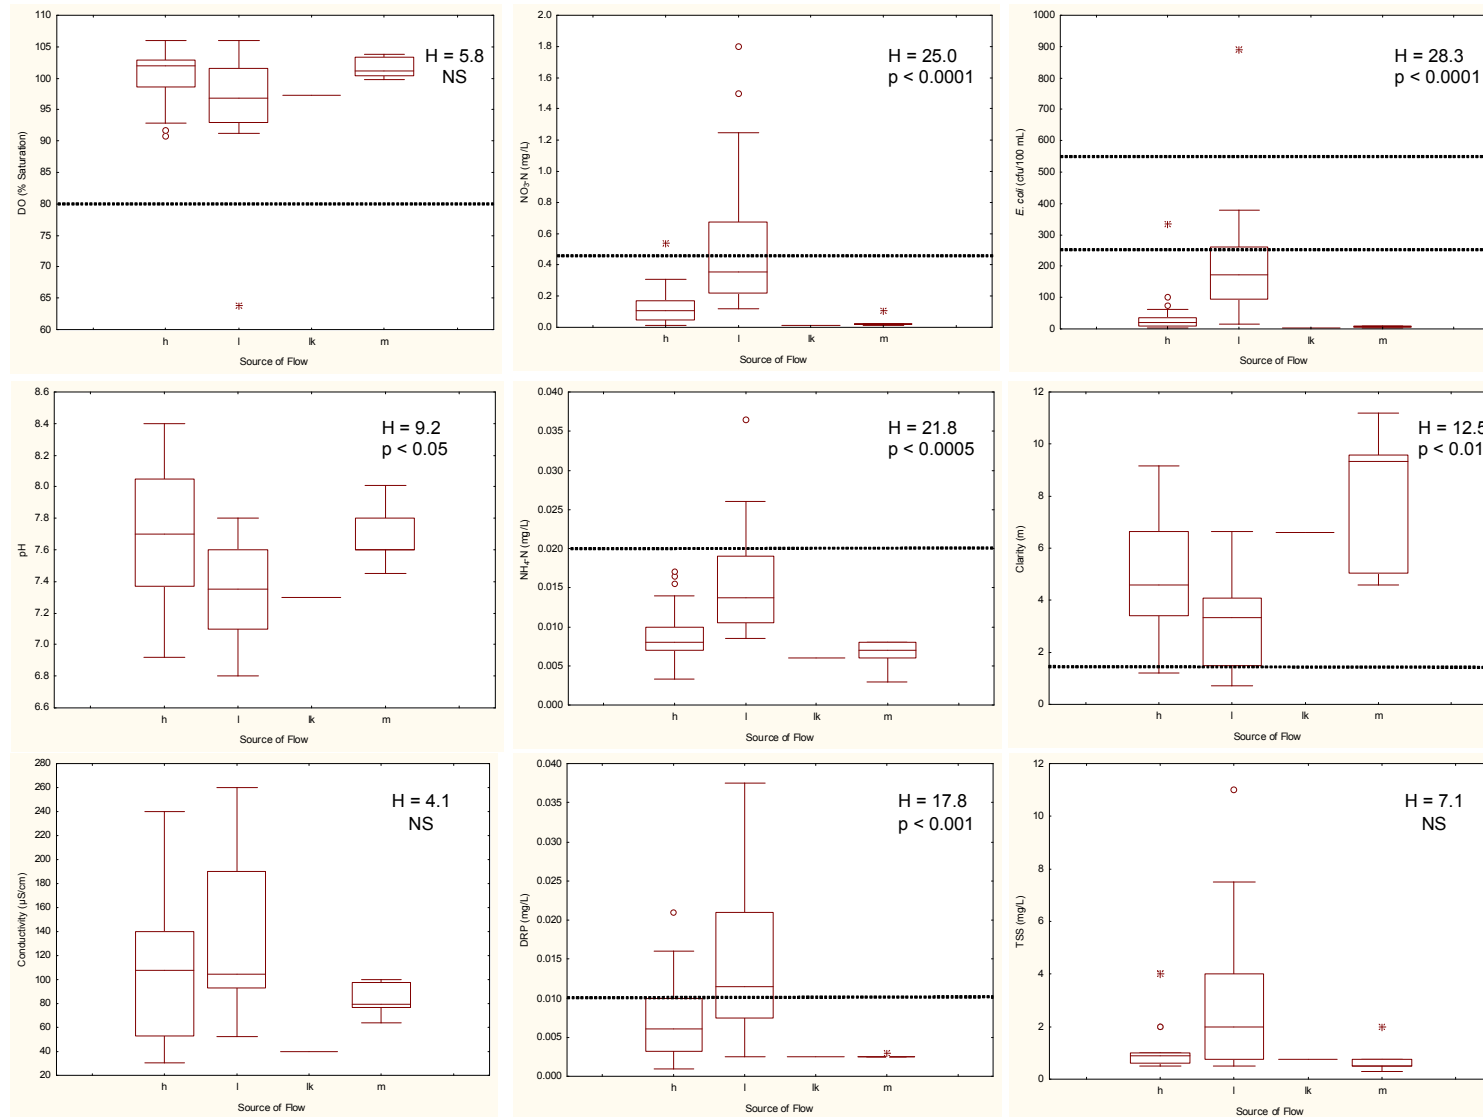 110
105
100
95
90
85
80
75
70
65
60
DO (% Saturation)
H = 5.8
NS
h l lk m
Source of Flow
2.0
1.8
1.6
1.4
1.2
1.0
0.8
0.6
0.4
0.2
0.0
NO3-N (mg/L)
H = 25.0
p < 0.0001
h l lk m
Source of Flow
1000
900
800
700
600
500
400
300
200
100
0
E. coli (cfu/100 mL)
H = 28.3
p < 0.0001
h l lk m
Source of Flow
8.6
8.4
8.2
8.0
7.8
7.6
7.4
7.2
7.0
6.8
6.6
pH
H = 9.2
p < 0.05
h l lk m
Source of Flow
0.040
0.035
0.030
0.025
0.020
0.015
0.010
0.005
0.000
NH4-N (mg/L)
H = 21.8
p < 0.0005
h l lk m
Source of Flow
12
10
8
6
4
2
0
Clarity (m)
H = 12.5
p < 0.01
h l lk m
Source of Flow
280
260
240
220
200
180
160
140
120
100
80
60
40
20
Conductivity (µS/cm)
H = 4.1
NS
h l lk m
Source of Flow
0.040
0.035
0.030
0.025
0.020
0.015
0.010
0.005
0.000
DRP (mg/L)
H = 17.8
p < 0.001
h l lk m
Source of Flow
12
10
8
6
4
2
0
TSS (mg/L)
H = 7.1
NS
h l lk m
Source of Flow